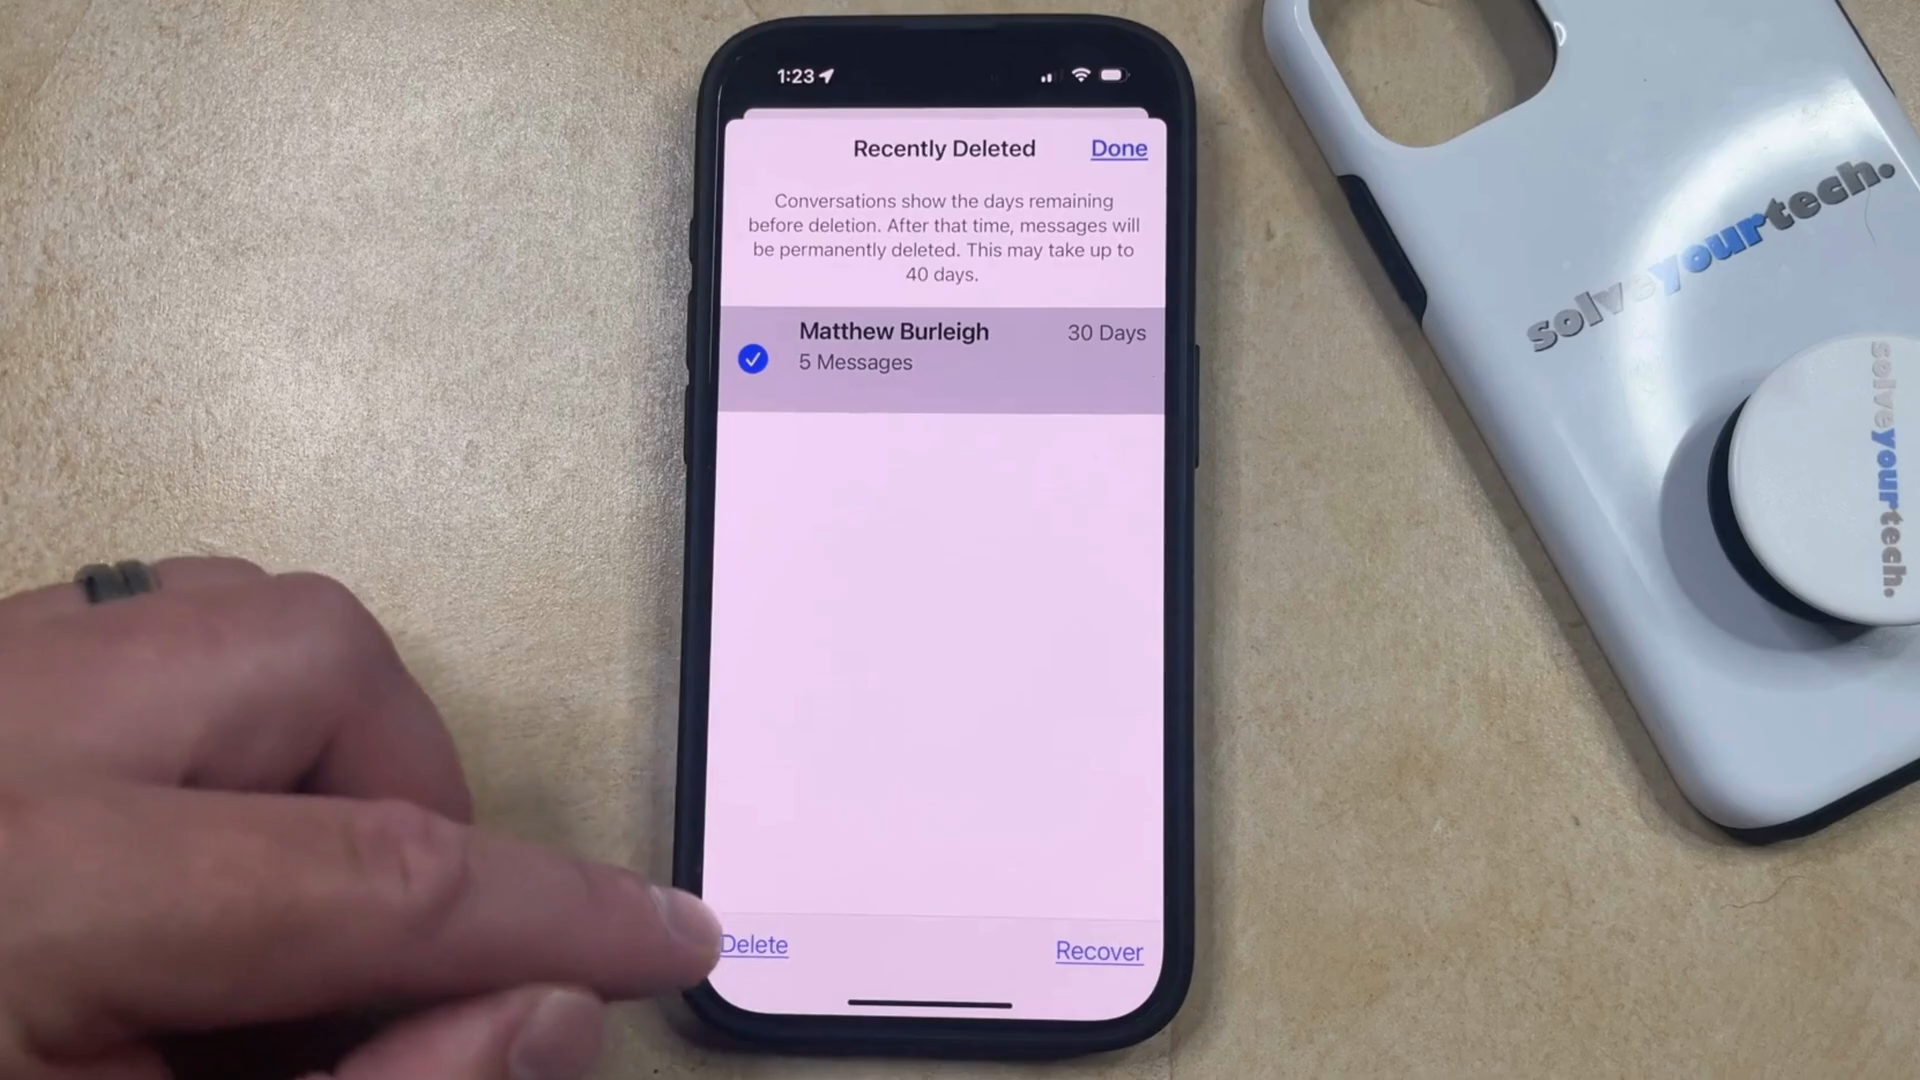 1:23
Recently Deleted
Done
Conversations show the days remaining
before deletion. After that time, messages will
be permanently deleted. This may take up to
40 days.
Matthew Burleigh
30 Days
5 Messages
Delete
Recover
solveyourtech.
solveyourtech.